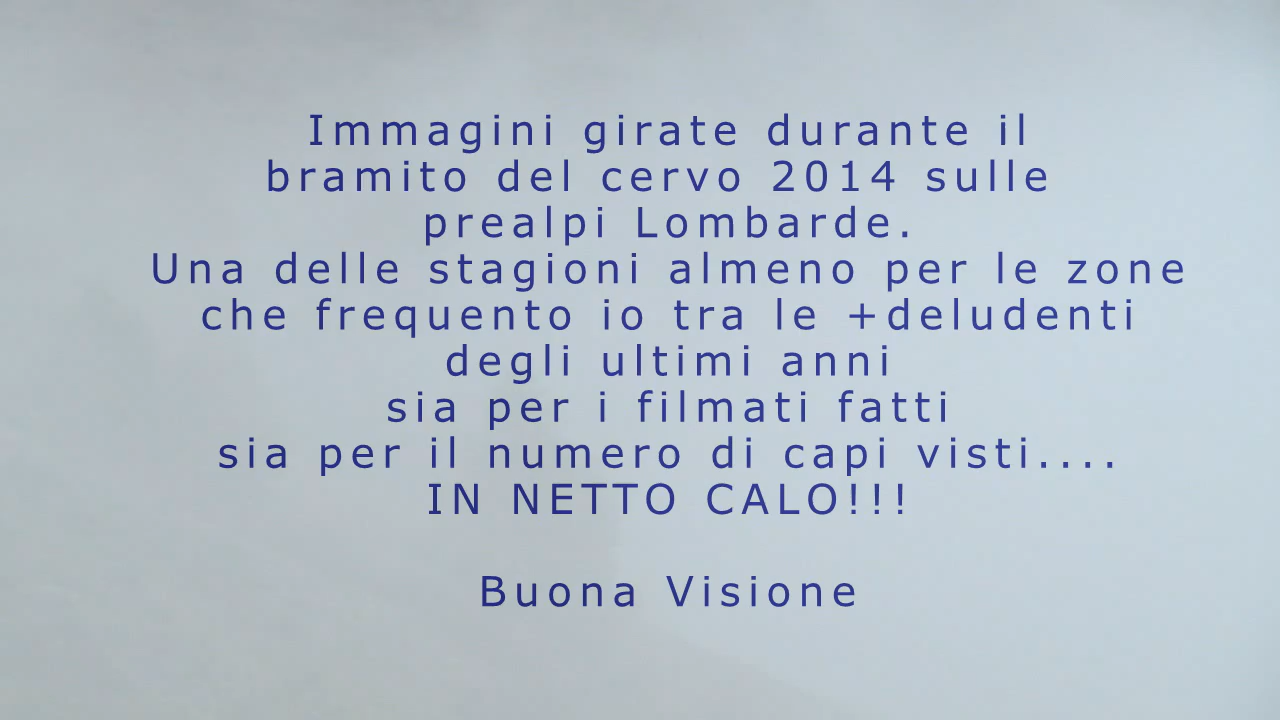 Immagini girate durante il
bramito del cervo 2014 sulle
prealpi Lombarde.
Una delle stagioni almeno per le zone
che frequento io tra le +deludenti
degli ultimi anni
sia per i filmati fatti
sia per il numero di capi visti....
IN NETTO CALO!!!
Buona Visione